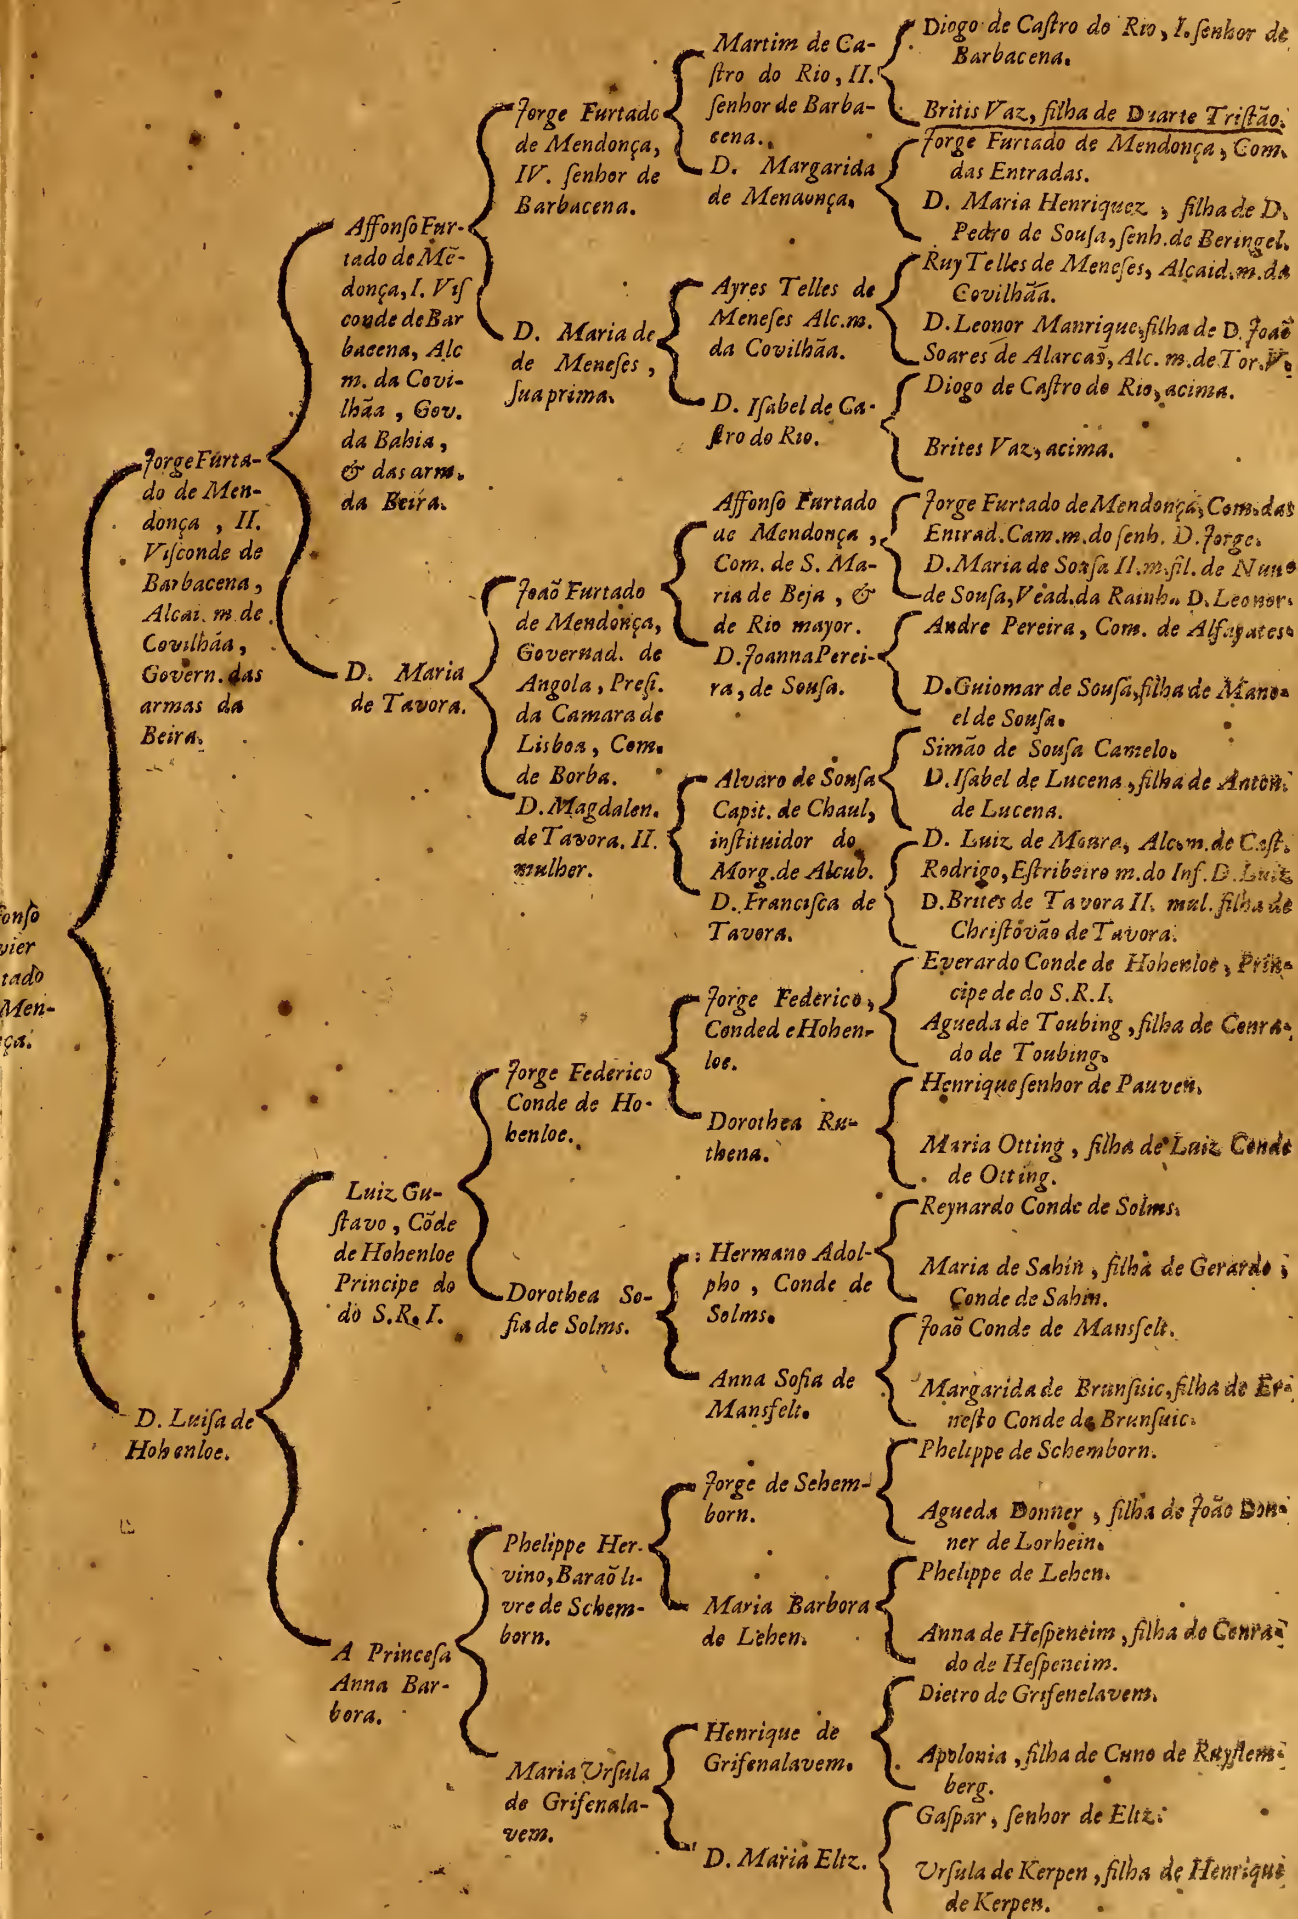 fonso
vier
tado
Men-
ça.
Jorge Furta-
do de Men-
donça , II.
Viſconde de
Barbacena,
Alcai. m. de
Covilhãa,
Govern. das
armas da
Beira.
D. Luiſa de
Hohenloe.
Affonſo Fur-
tado de Mẽ-
donça, I. Viſ
conde de Bar
bacena, Alc
m. da Covi-
lhãa , Gov.
da Bahia ,
& das arm.
da Beira.
D. Maria
de Tavora.
Luiz Gu-
ſtavo , Cõde
de Hohenloe
Principe do
do S.R.I.
A Princeſa
Anna Bar-
bora.
Jorge Furtado
de Mendonça,
IV. ſenhor de
Barbacena.
D. Maria de
de Meneſes ,
ſua prima.
Joaõ Furtado
de Mendonça,
Governad. de
Angola , Preſi.
da Camara de
Lisboa , Com.
de Borba.
D. Magdalen.
de Tavora. II.
mulher.
Jorge Federico
Conde de Ho-
henloe.
Dorothea So-
fia de Solms.
Phelippe Her-
vino, Baraõ li-
vre de Schem-
born.
Maria Urſula
de Grifenala-
vem.
Martim de Ca-
ſtro do Rio , II.
ſenhor de Barba-
cena.
D. Margarida
de Mendonça.
Ayres Telles de
Meneſes Alc. m.
da Covilhãa.
D. Iſabel de Ca-
ſtro do Rio.
Affonſo Furtado
de Mendonça ,
Com. de S. Ma-
ria de Beja , &
de Rio mayor.
D. Joanna Perei-
ra, de Souſa.
Alvaro de Souſa
Capit. de Chaul,
inſtituidor do
Morg. de Alcub.
D. Franciſca de
Tavora.
Jorge Federico ,
Conded e Hohen-
loe.
Dorothea Ru-
thena.
Hermano Adol-
pho , Conde de
Solms.
Anna Sofia de
Mansfelt.
Jorge de Schem-
born.
Maria Barbora
de Lehen.
Henrique de
Grifenalavem.
D. Maria Eltz.
Diogo de Caſtro do Rio , I. ſenhor de
Barbacena.
Britis Vaz, filha de Duarte Triſtão.
Jorge Furtado de Mendonça , Com.
das Entradas.
D. Maria Henriquez , filha de D.
Pedro de Souſa, ſenh. de Beringel.
Ruy Telles de Meneſes, Alcaid. m. da
Covilhãa.
D. Leonor Manrique, filha de D. Joaõ
Soares de Alarcaõ, Alc. m. de Tor. V.
Diogo de Caſtro do Rio, acima.
Brites Vaz, acima.
Jorge Furtado de Mendonça, Com. das
Entrad. Cam. m. do ſenh. D. Jorge.
D. Maria de Souſa II. m. fil. de Nuno
de Souſa, Vèad. da Rainha D. Leonor.
Andre Pereira , Com. de Alfayates.
D. Guiomar de Souſa, filha de Mano-
el de Souſa.
Simão de Souſa Camelo.
D. Iſabel de Lucena , filha de Anton.
de Lucena.
D. Luiz de Moura, Alc. m. de Caſt.
Rodrigo, Eſtribeiro m. do Inf. D. Luiz
D. Brites de Tavora II. mul. filha de
Chriſtóvão de Tavora.
Everardo Conde de Hohenloe , Prin-
cipe de do S.R.I.
Agueda de Toubing , filha de Conra-
do de Toubing.
Henrique ſenhor de Pauven.
Maria Otting , filha de Luiz Conde
de Otting.
Reynardo Conde de Solms.
Maria de Sahin , filha de Gerardo ,
Conde de Sahin.
Joaõ Conde de Mansfelt.
Margarida de Brunſuic, filha de Er-
neſto Conde de Brunſuic.
Phelippe de Schemborn.
Agueda Donner , filha de João Don-
ner de Lorhein.
Phelippe de Lehen.
Anna de Heſpeneim , filha de Conra-
do de Heſpeneim.
Dietro de Grifenelavem.
Apolonia , filha de Cuno de Ruyſtem-
berg.
Gaſpar , ſenhor de Eltz.
Urſula de Kerpen , filha de Henrique
de Kerpen.